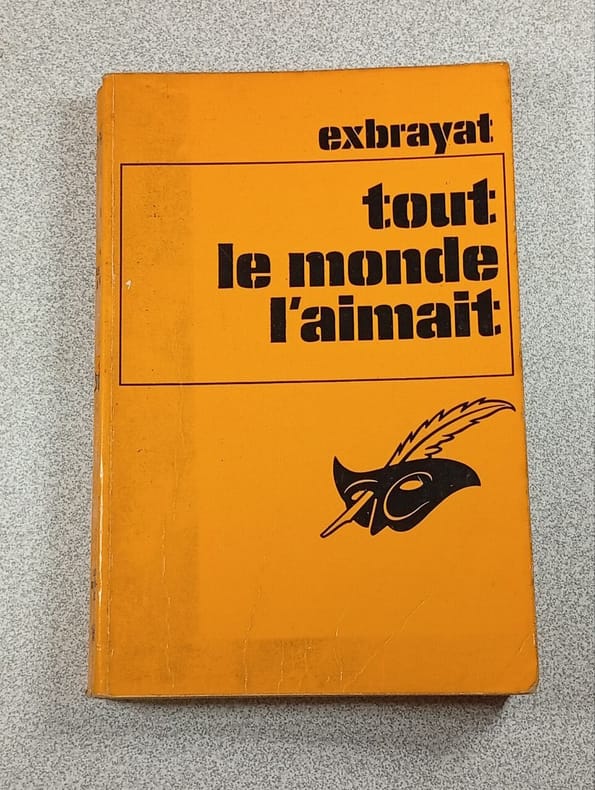 exbrayat
tout
le monde
l'aimait